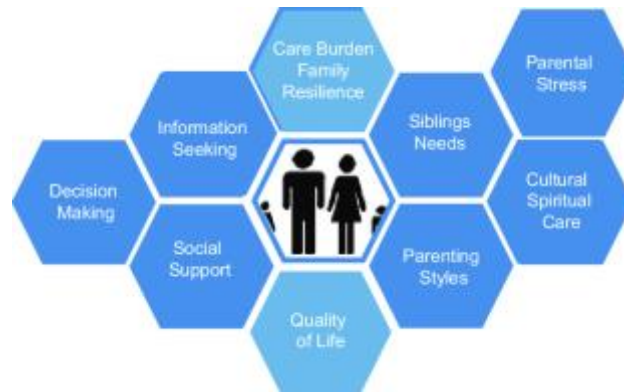 Care Burden
Family
Resilience
Parental
Stress
Information
Seeking
Siblings
Needs
Decision
Making
Cultural
Spiritual
Care
Social
Support
Parenting
Styles
Quality
of Life